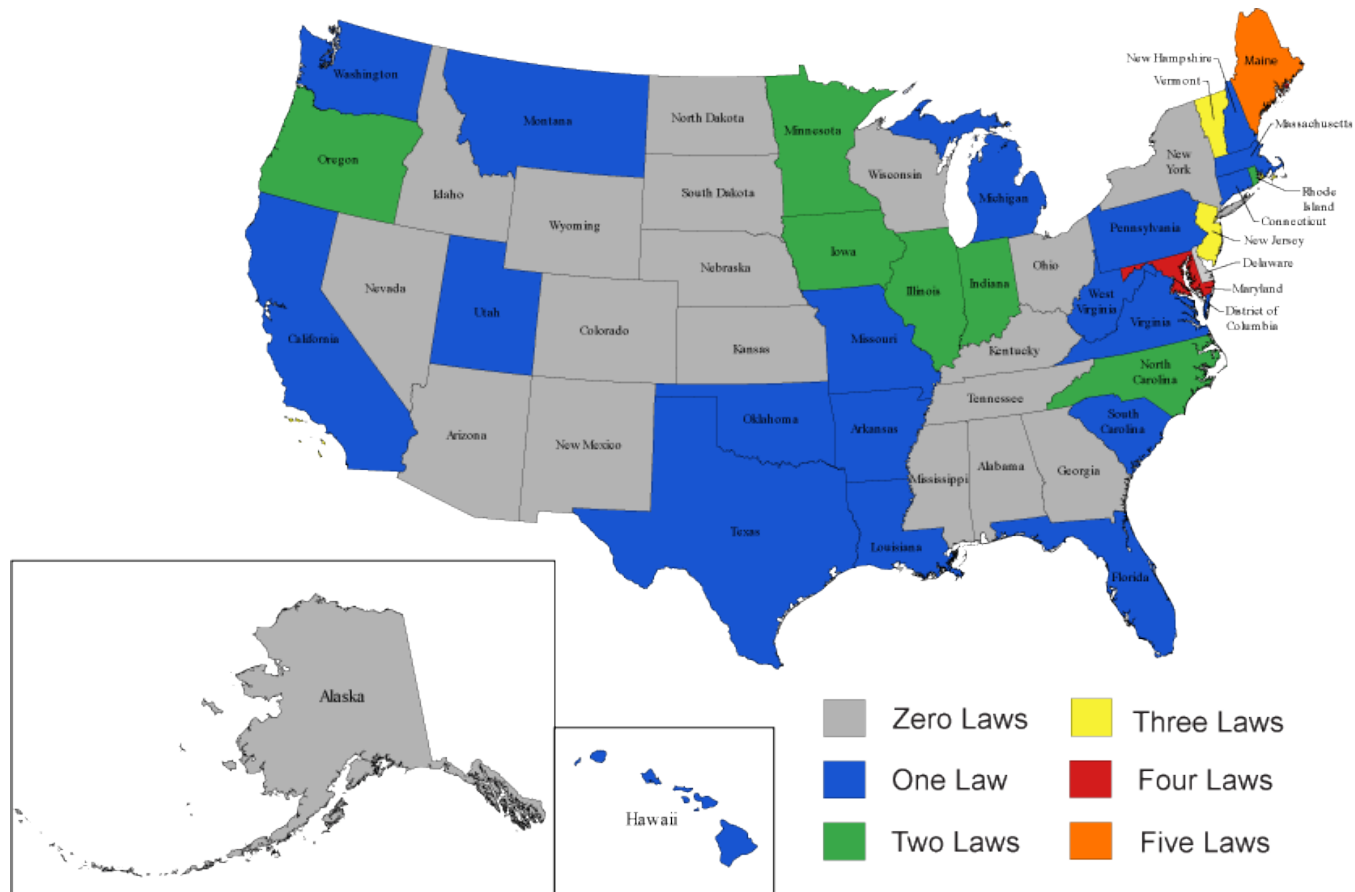 Washington
Montana
North Dakota
Minnesota
New Hampshire
Vermont
Maine
Massachusetts
Oregon
Idaho
South Dakota
Wisconsin
Michigan
New
York
Rhode
Island
Connecticut
Wyoming
Pennsylvania
New Jersey
Iowa
Nebraska
Ohio
Delaware
Nevada
Illinois
Indiana
Maryland
Utah
West
Virginia
District of
Columbia
California
Colorado
Virginia
Kansas
Missouri
Kentucky
North
Carolina
Tennessee
Oklahoma
Arkansas
South
Carolina
Arizona
New Mexico
Mississippi
Alabama
Georgia
Texas
Louisiana
Florida
Alaska
Hawaii
Zero Laws
One Law
Two Laws
Three Laws
Four Laws
Five Laws